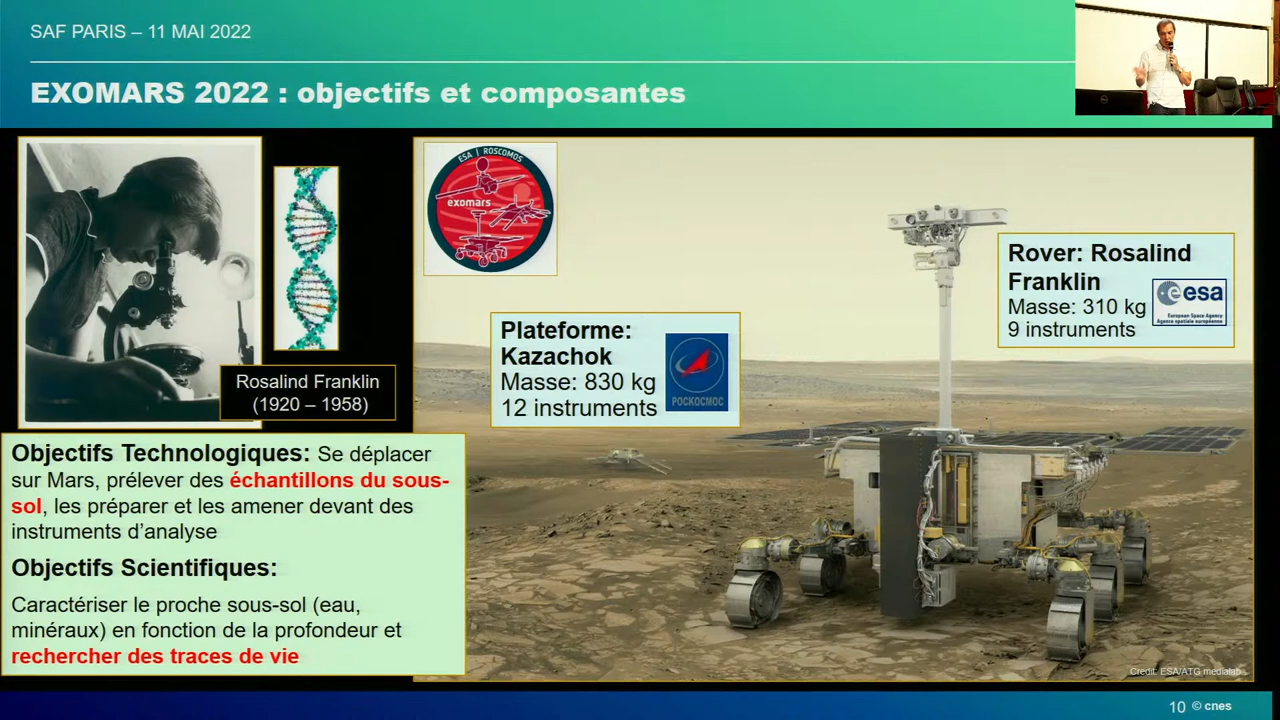 SAF PARIS – 11 MAI 2022
EXOMARS 2022 : objectifs et composantes
ESA | ROSCOSMOS
exomars
Rosalind Franklin
(1920 – 1958)
Plateforme:
Kazachok
Masse: 830 kg
12 instruments
РОСКОСМОС
Rover: Rosalind
Franklin
Masse: 310 kg
9 instruments
esa
European Space Agency
Agence spatiale européenne
Objectifs Technologiques: Se déplacer
sur Mars, prélever des échantillons du sous-
sol, les préparer et les amener devant des
instruments d’analyse
Objectifs Scientifiques:
Caractériser le proche sous-sol (eau,
minéraux) en fonction de la profondeur et
rechercher des traces de vie
Credit: ESA/ATG medialab
10 © cnes